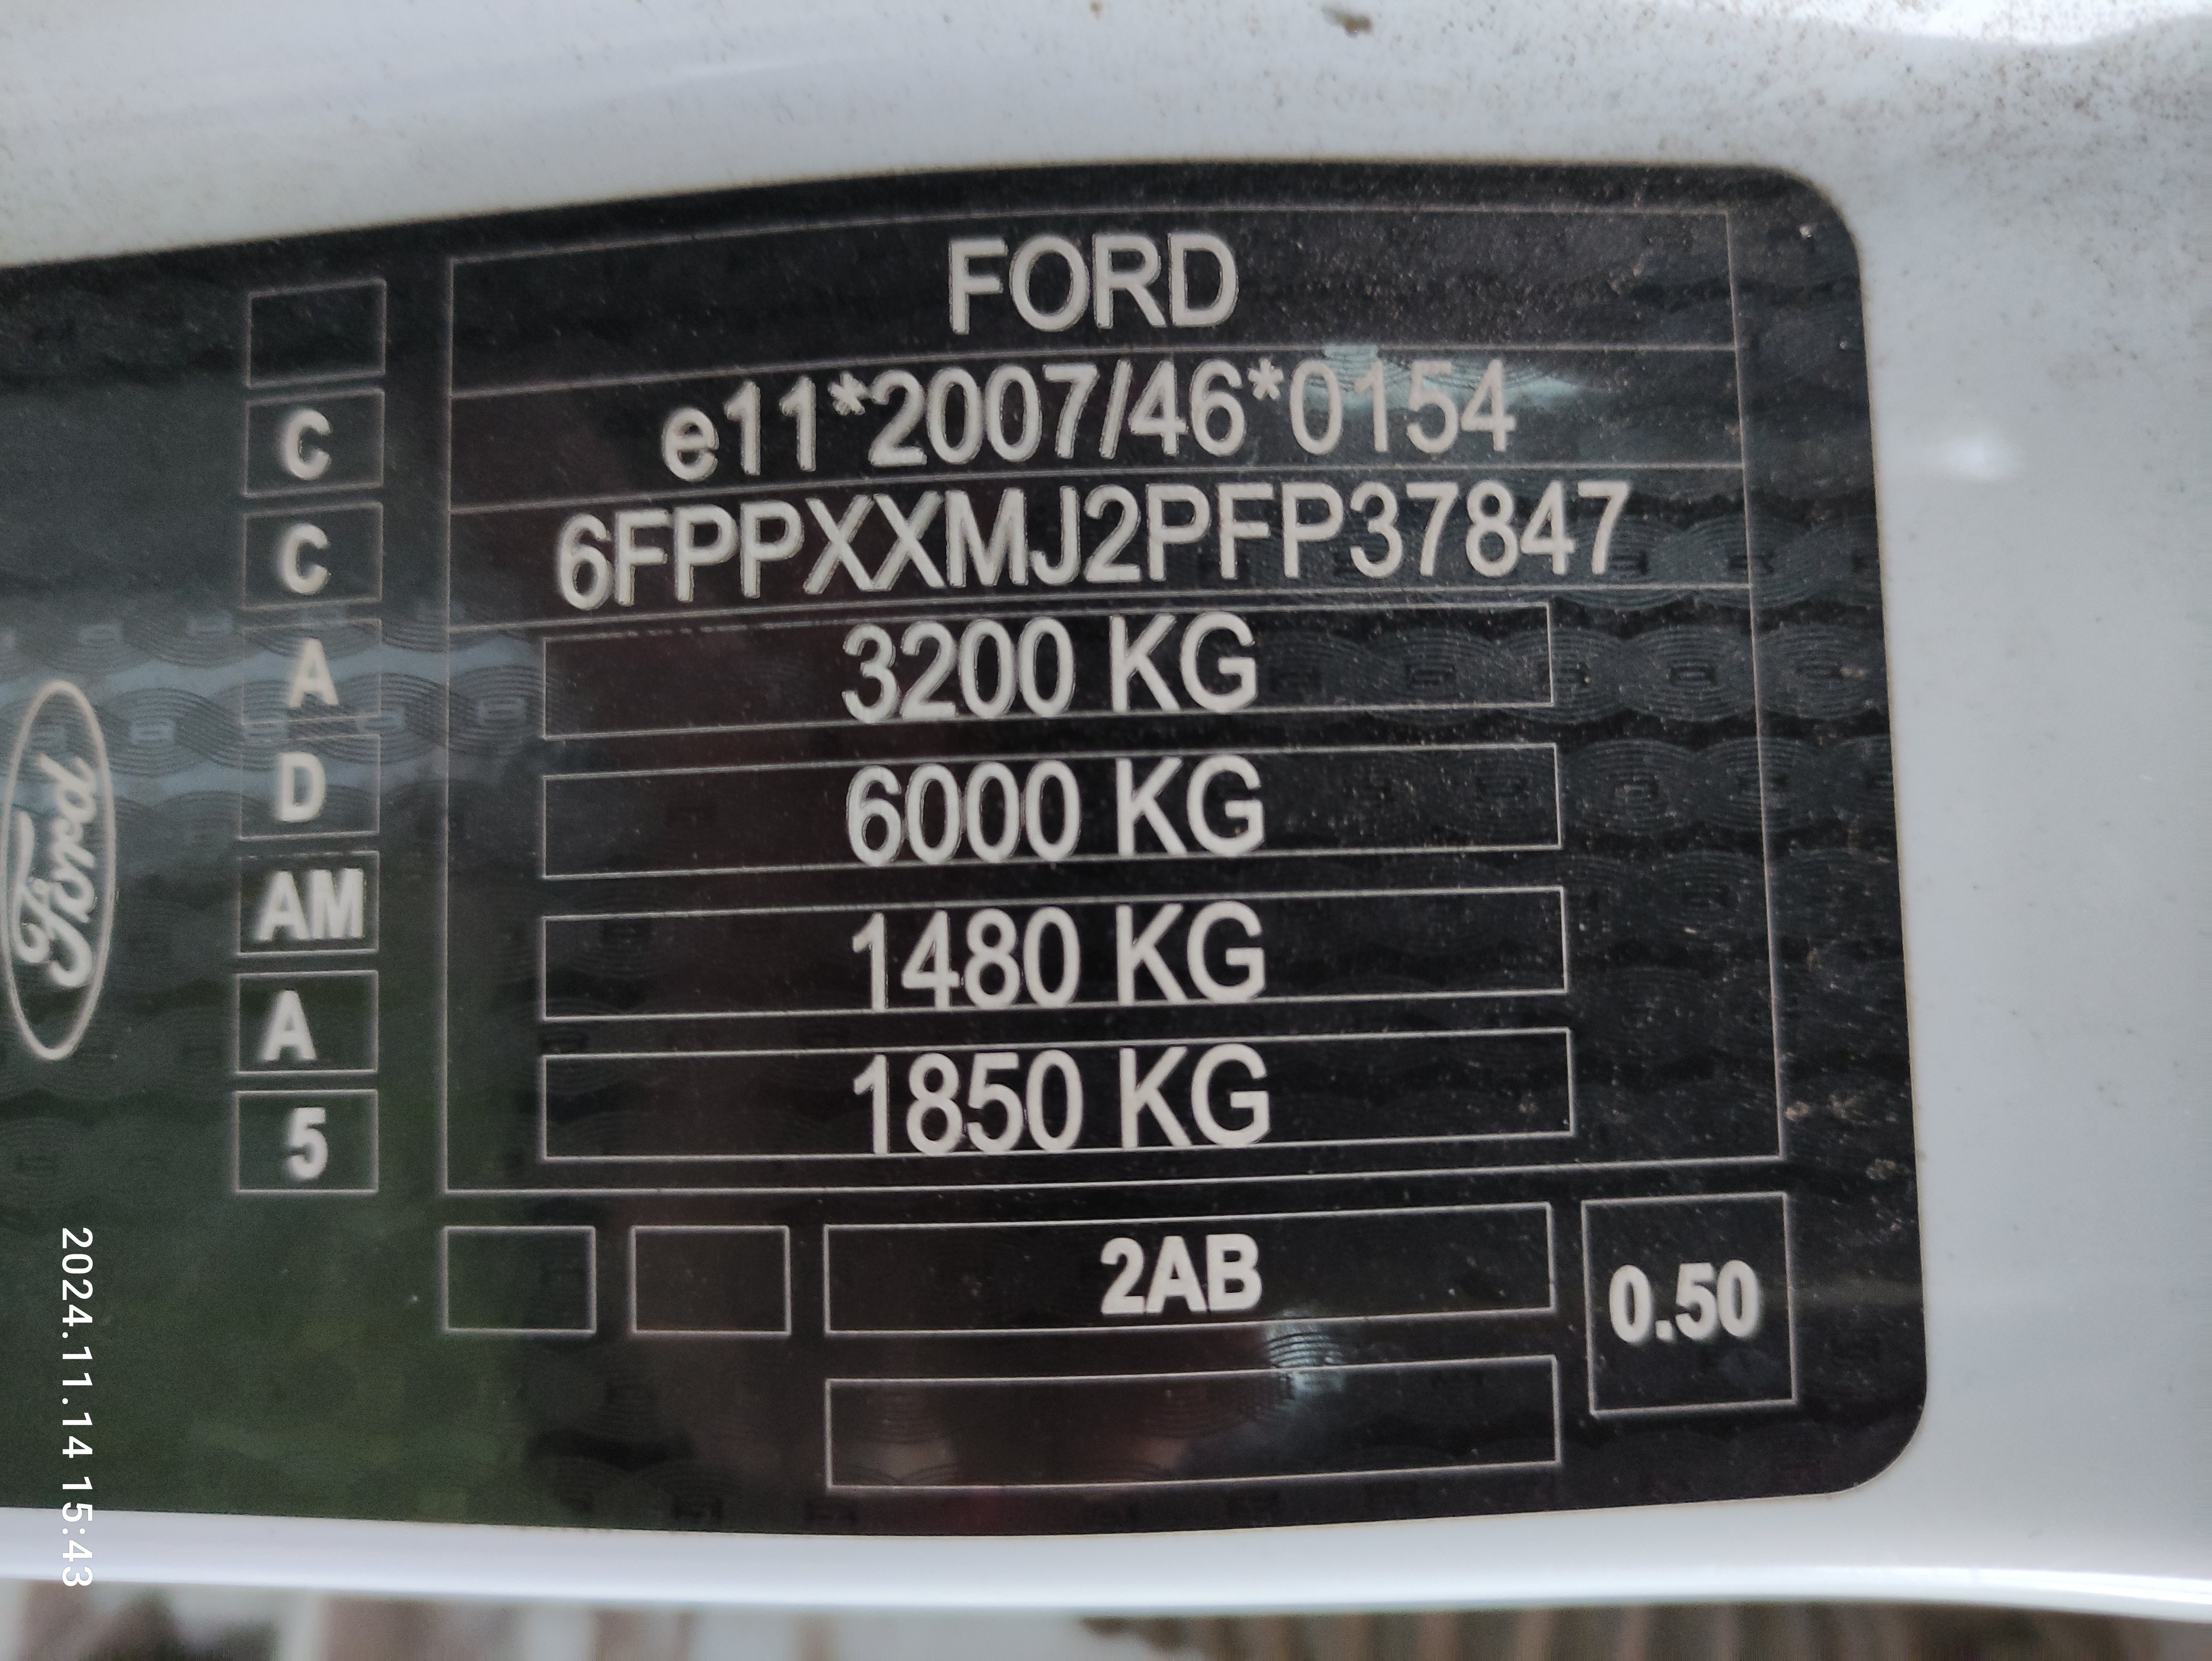 FORD
e11*2007/46*0154
6FPPXXMJ2PFP37847
3200 KG
6000 KG
1480 KG
1850 KG
C
C
A
D
AM
A
5
2AB
0.50
Ford
2024.11.14 15:43